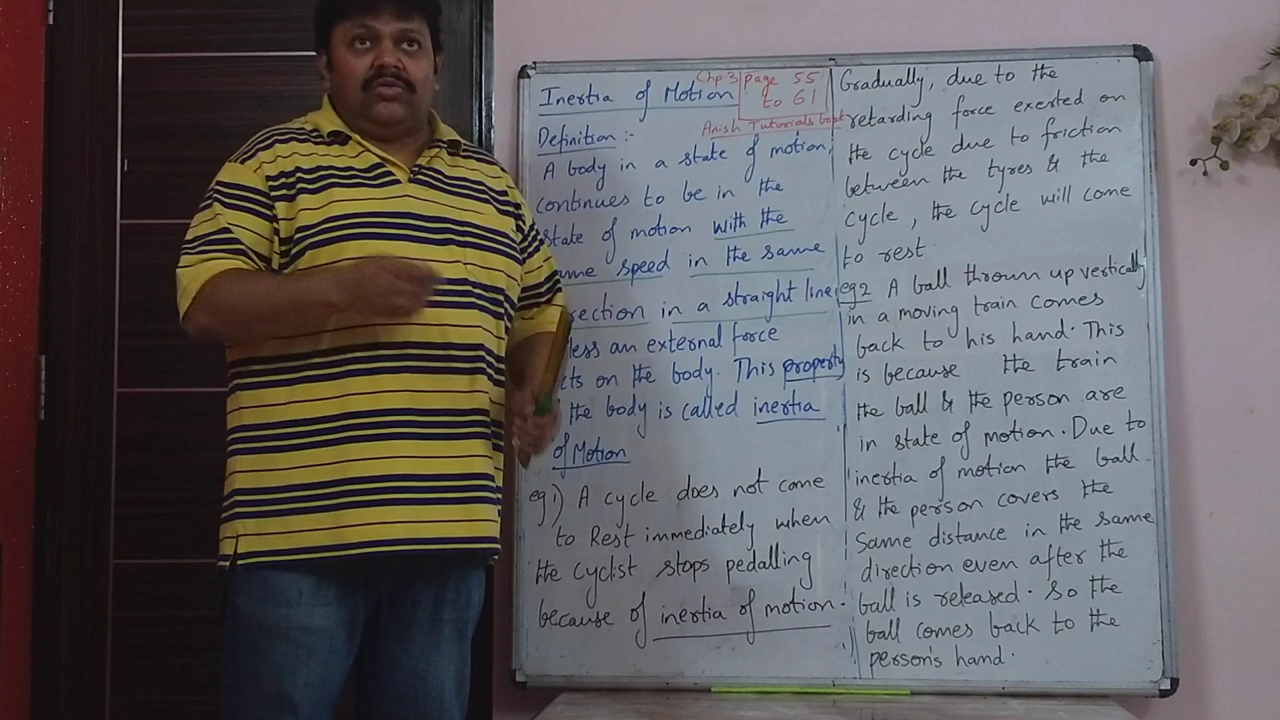 Inertia of Motion
Chp.3 page 55
to 61
Anish Tutorials book
Definition :-
A body in a state of motion,
continues to be in the
state of motion with the
same speed in the same
rection in a straight line
less an external force
cts on the body. This property
the body is called inertia
of Motion
eg1) A cycle does not come
to Rest immediately when
the cyclist stops pedalling
because of inertia of motion.
Gradually, due to the
retarding force exerted on
the cycle due to friction
between the tyres & the
cycle, the cycle will come
to rest.
eg2 A ball thrown up vertically
in a moving train comes
back to his hand. This
is because the train
the ball & the person are
in state of motion. Due to
inertia of motion the ball
& the person covers the
Same distance in the same
direction even after the
ball is released. So the
ball comes back to the
person's hand.